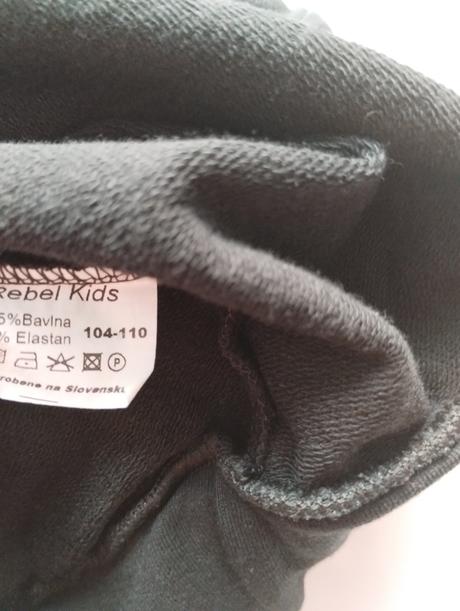 Rebel Kids
5%Bavlna
% Elastan 104-110
P
robene na Slovensku